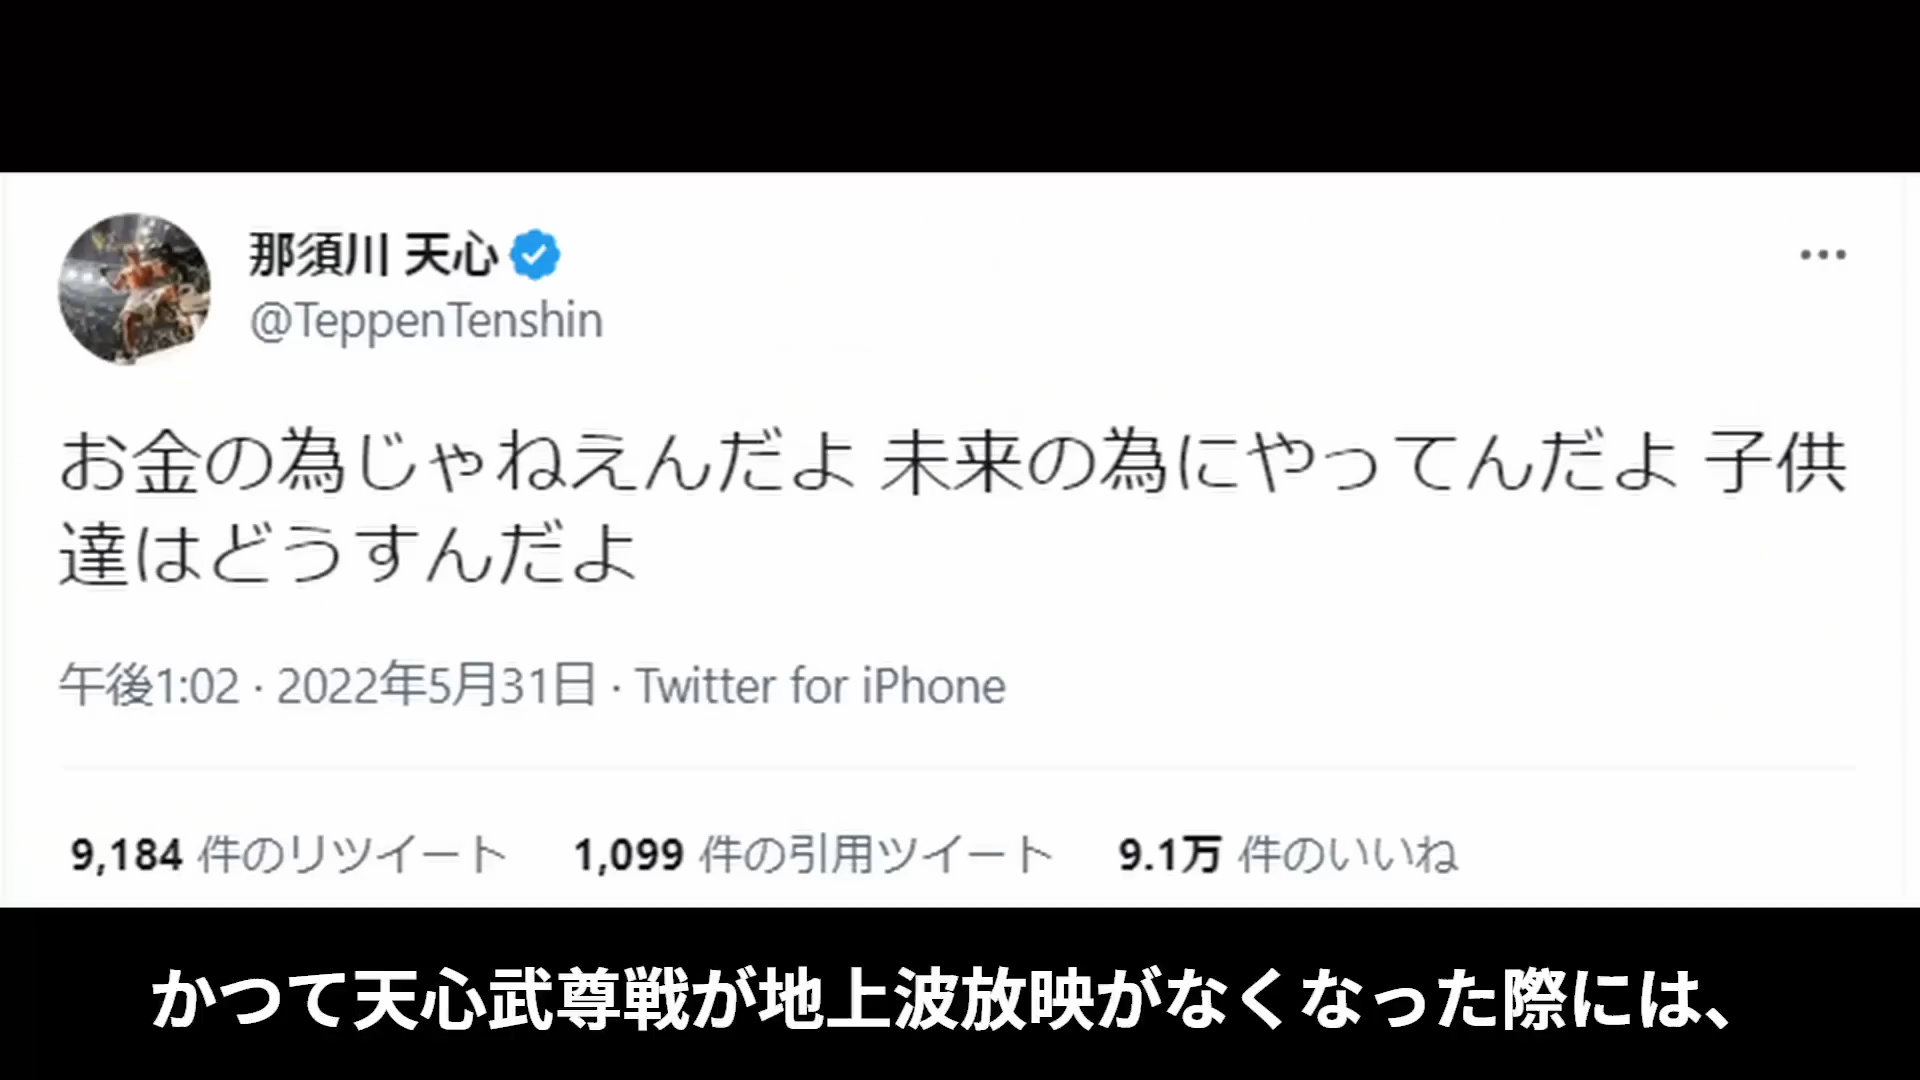 那須川 天心
@TeppenTenshin
お金の為じゃねえんだよ 未来の為にやってんだよ 子供
達はどうすんだよ
午後1:02 · 2022年5月31日 · Twitter for iPhone
9,184 件のリツイート 1,099 件の引用ツイート 9.1万 件のいいね
かつて天心武尊戦が地上波放映がなくなった際には、